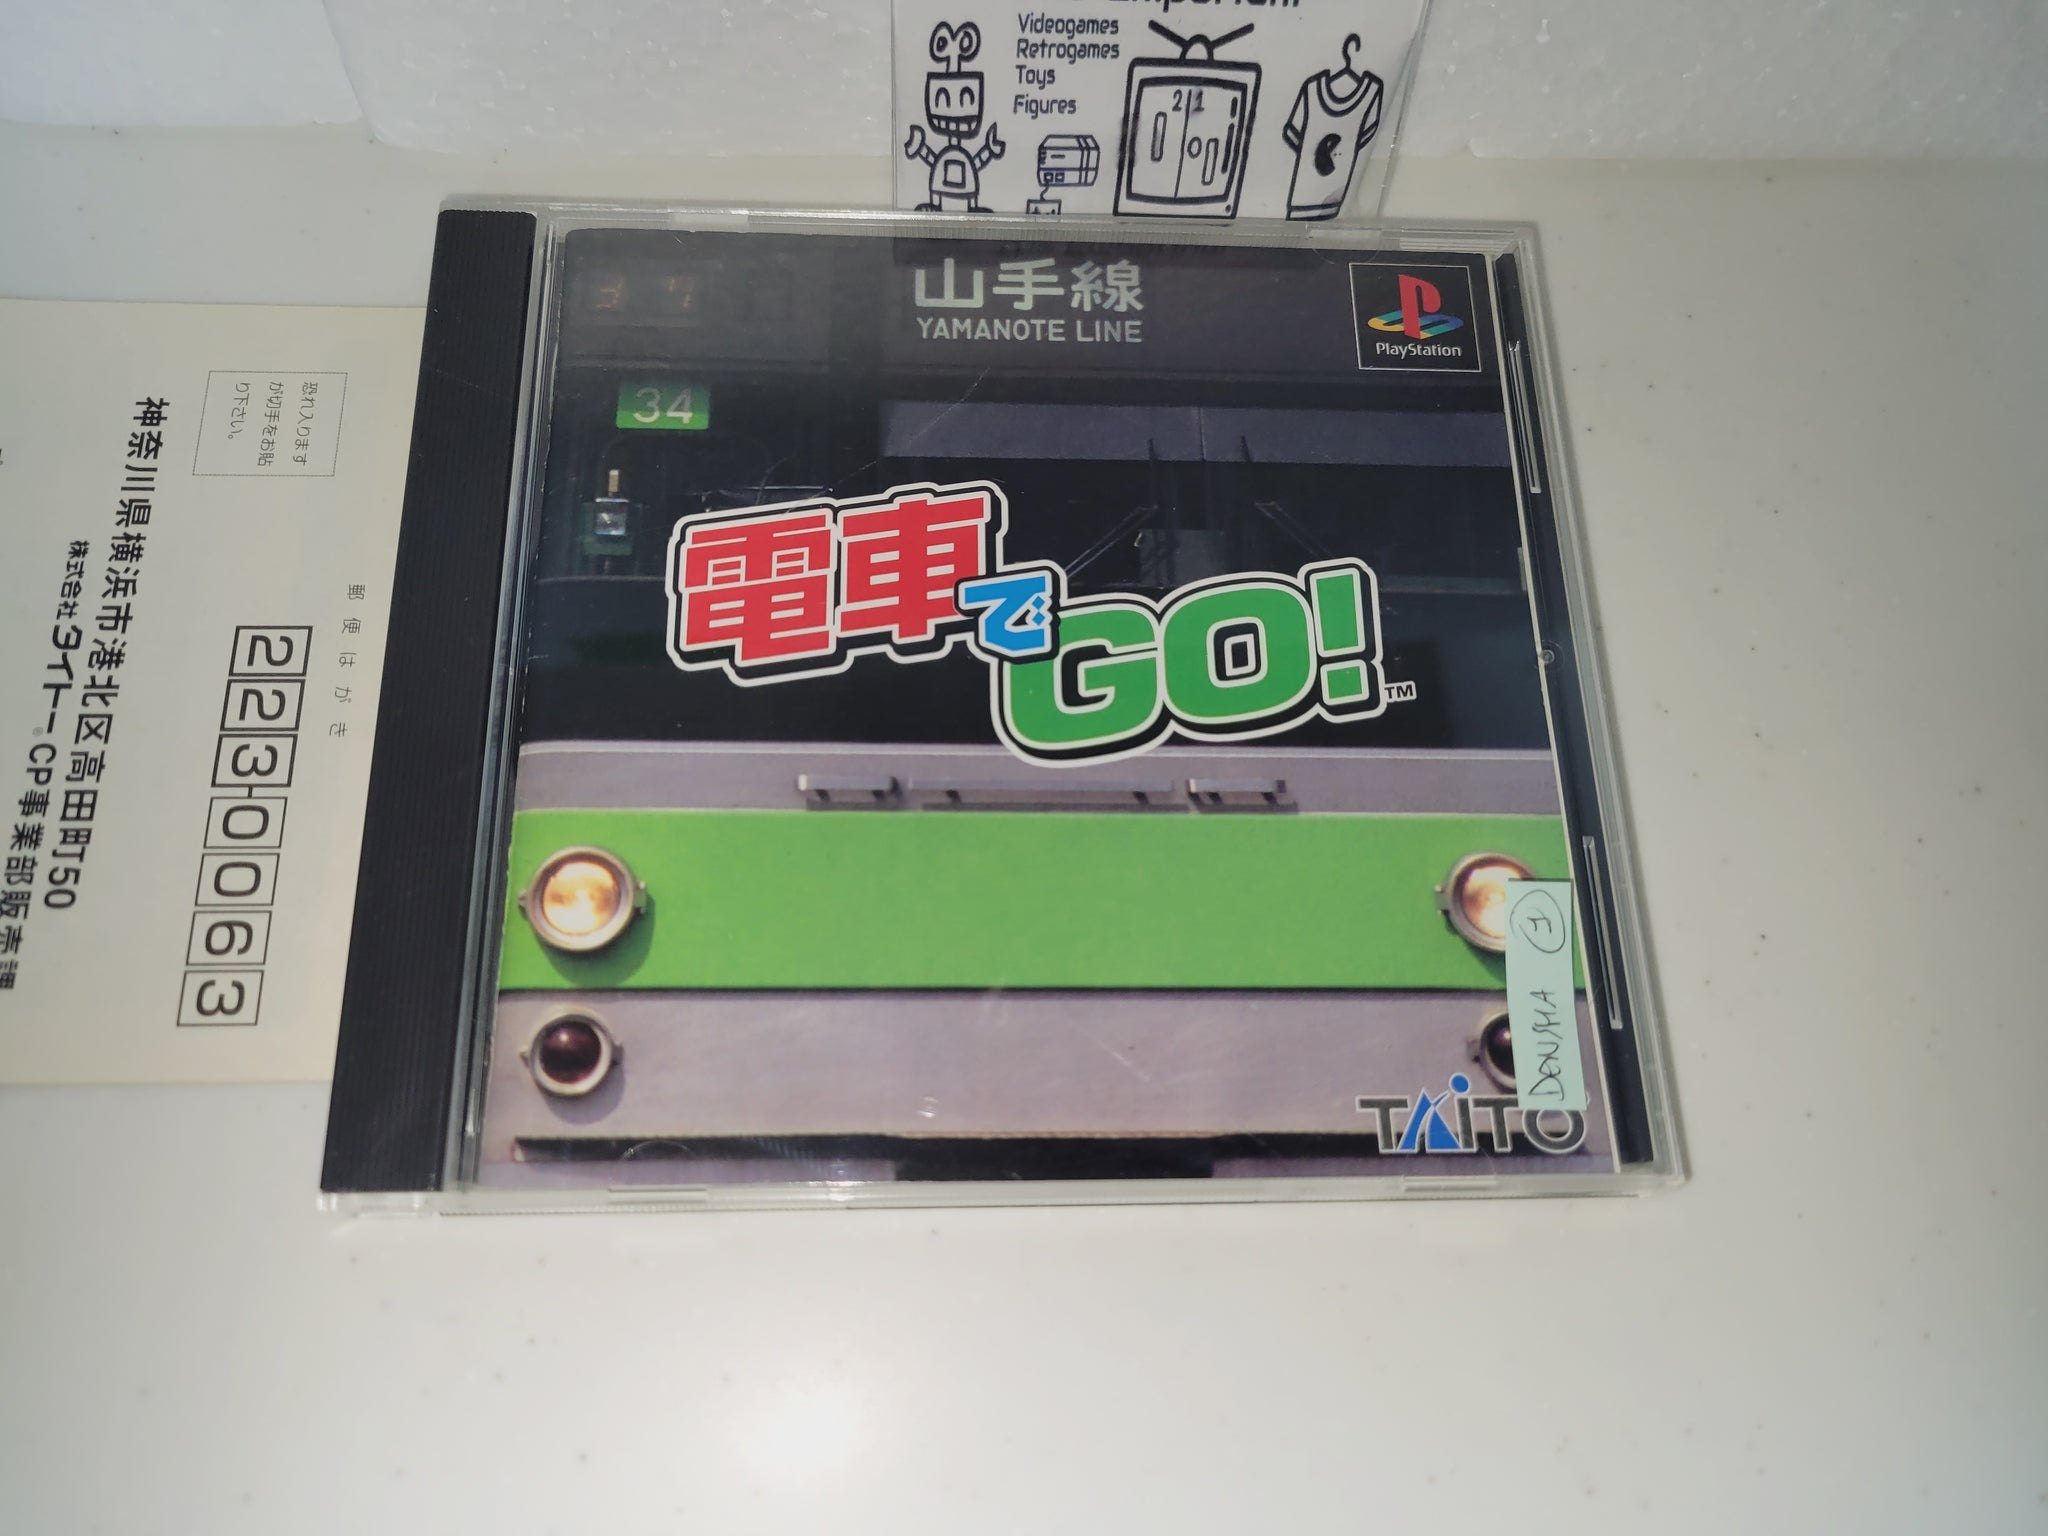 Videogames
Retrogames
Toys
Figures
2 1
山手線
YAMANOTE LINE
PlayStation
34
電車でGO!
TM
TAITO
DENSHA
恐れ入ります
が切手をお貼
り下さい。
郵便はがき
223-0063
神奈川県横浜市港北区高田町50
株式会社タイトー®CP事業部販売課